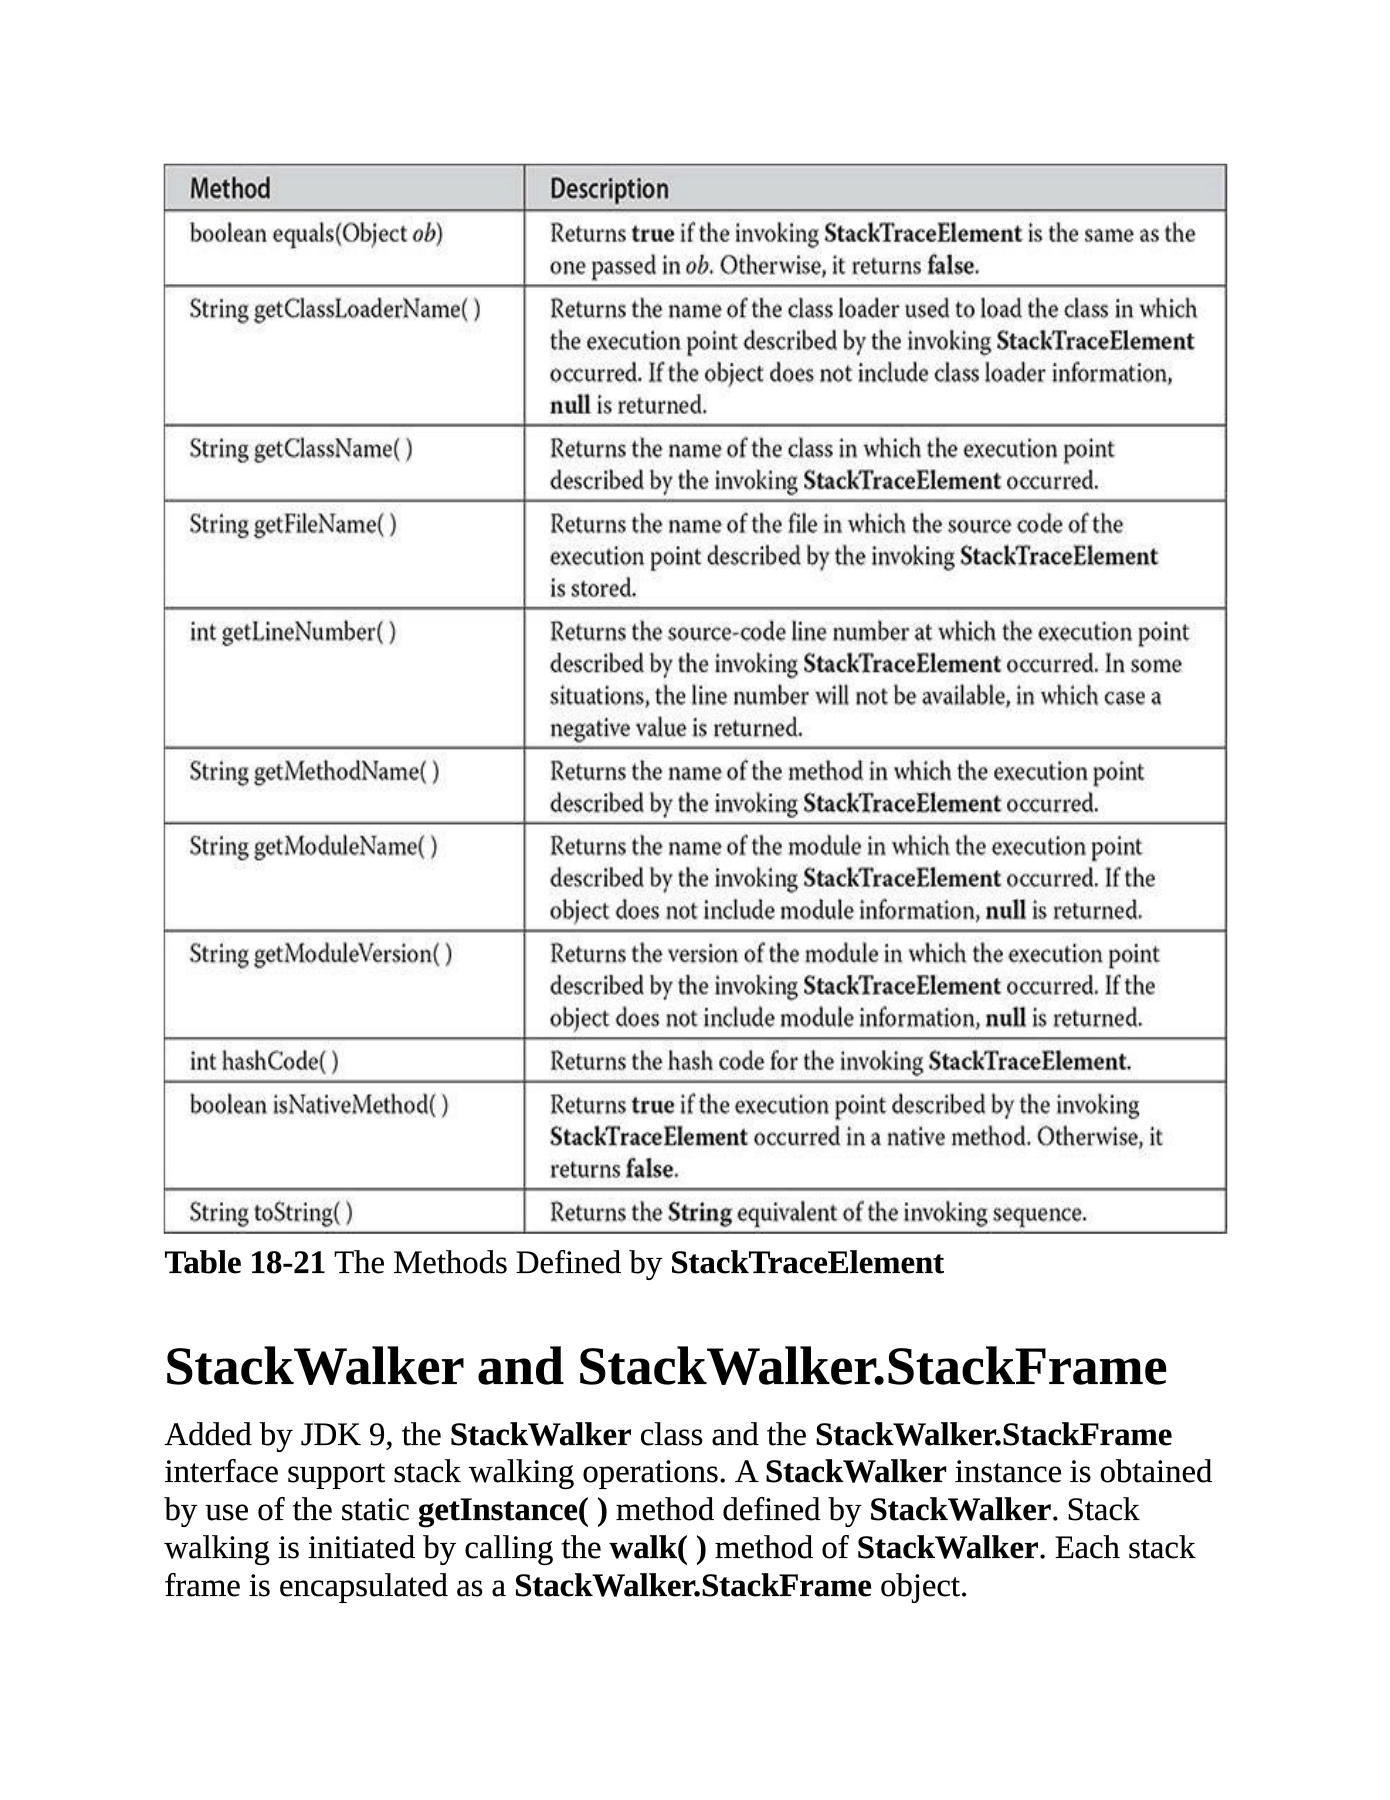 Method Description
boolean equals(Object ob) Returns true if the invoking StackTraceElement is the same as the
one passed in ob. Otherwise, it returns false.
String getClassLoaderName( ) Returns the name of the class loader used to load the class in which
the execution point described by the invoking StackTraceElement
occurred. If the object does not include class loader information,
null is returned.
String getClassName( ) Returns the name of the class in which the execution point
described by the invoking StackTraceElement occurred.
String getFileName( ) Returns the name of the file in which the source code of the
execution point described by the invoking StackTraceElement
is stored.
int getLineNumber( ) Returns the source-code line number at which the execution point
described by the invoking StackTraceElement occurred. In some
situations, the line number will not be available, in which case a
negative value is returned.
String getMethodName( ) Returns the name of the method in which the execution point
described by the invoking StackTraceElement occurred.
String getModuleName( ) Returns the name of the module in which the execution point
described by the invoking StackTraceElement occurred. If the
object does not include module information, null is returned.
String getModuleVersion( ) Returns the version of the module in which the execution point
described by the invoking StackTraceElement occurred. If the
object does not include module information, null is returned.
int hashCode( ) Returns the hash code for the invoking StackTraceElement.
boolean isNativeMethod( ) Returns true if the execution point described by the invoking
StackTraceElement occurred in a native method. Otherwise, it
returns false.
String toString( ) Returns the String equivalent of the invoking sequence.
Table 18-21 The Methods Defined by StackTraceElement
StackWalker and StackWalker.StackFrame
Added by JDK 9, the StackWalker class and the StackWalker.StackFrame
interface support stack walking operations. A StackWalker instance is obtained
by use of the static getInstance( ) method defined by StackWalker. Stack
walking is initiated by calling the walk( ) method of StackWalker. Each stack
frame is encapsulated as a StackWalker.StackFrame object.